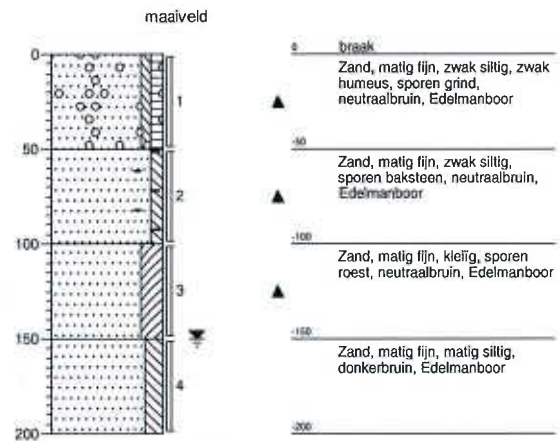 maaiveld
0
50
100
150
200
1
2
3
4
0 braak
Zand, matig fijn, zwak siltig, zwak
humeus, sporen grind,
neutraalbruin, Edelmanboor
-50
Zand, matig fijn, zwak siltig,
sporen baksteen, neutraalbruin,
Edelmanboor
-100
Zand, matig fijn, kleiïg, sporen
roest, neutraalbruin, Edelmanboor
-150
Zand, matig fijn, matig siltig,
donkerbruin, Edelmanboor
-200